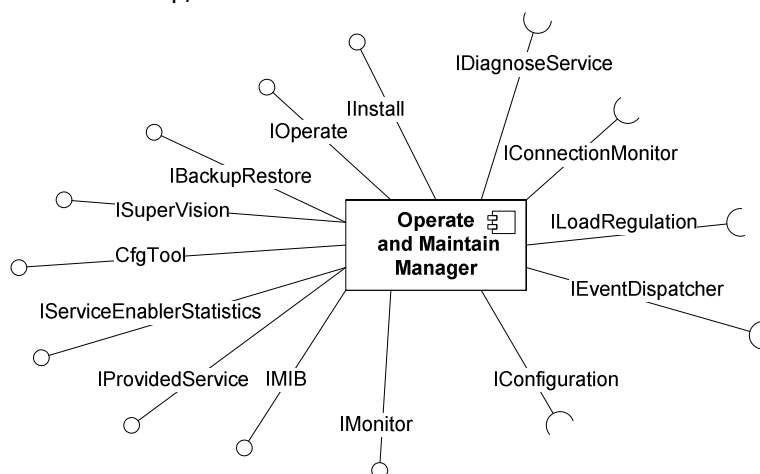 IDiagnoseService
IInstall
IOperate
IConnectionMonitor
IBackupRestore
ISuperVision
Operate
and Maintain
Manager
ILoadRegulation
CfgTool
IEventDispatcher
IServiceEnablerStatistics
IProvidedService
IMIB
IConfiguration
IMonitor